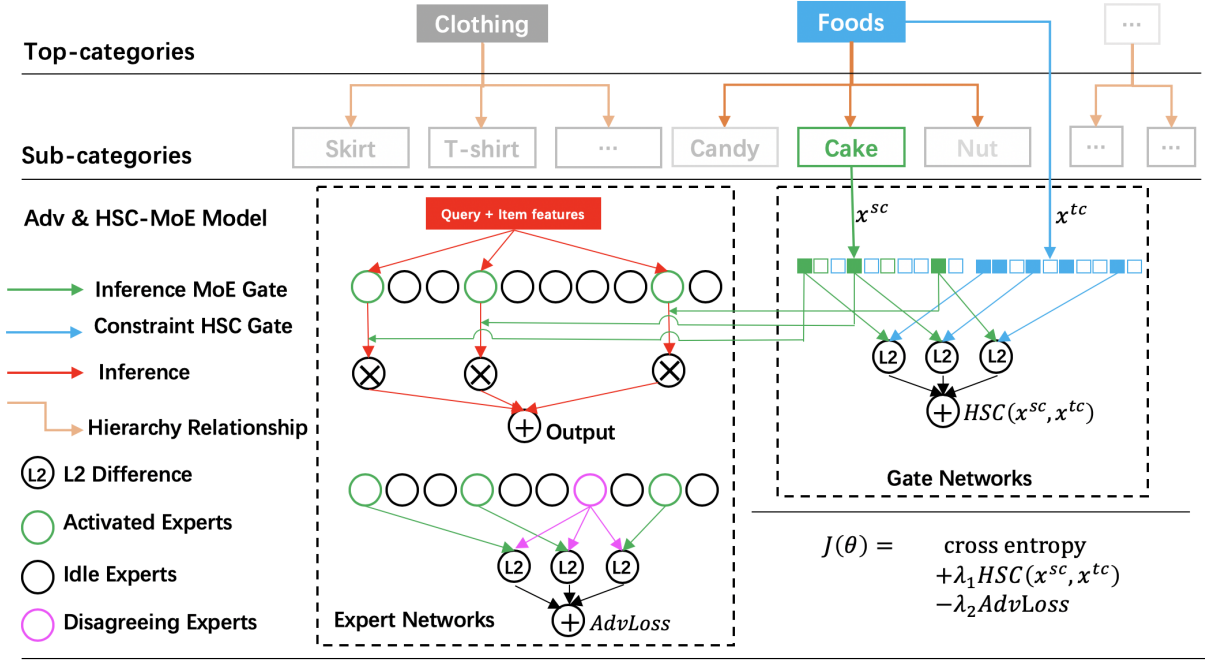 Top-categories
Clothing
Foods
...
Sub-categories
Skirt
T-shirt
...
Candy
Cake
Nut
...
...
Adv & HSC-MoE Model
Inference MoE Gate
Constraint HSC Gate
Inference
Hierarchy Relationship
L2 L2 Difference
Activated Experts
Idle Experts
Disagreeing Experts
Query + Item features
Output
L2 L2 L2
Expert Networks
AdvLoss
x^{sc}
x^{tc}
L2 L2 L2
HSC(x^{sc}, x^{tc})
Gate Networks
J(θ) = cross entropy
+λ₁HSC(x^{sc}, x^{tc})
−λ₂AdvLoss